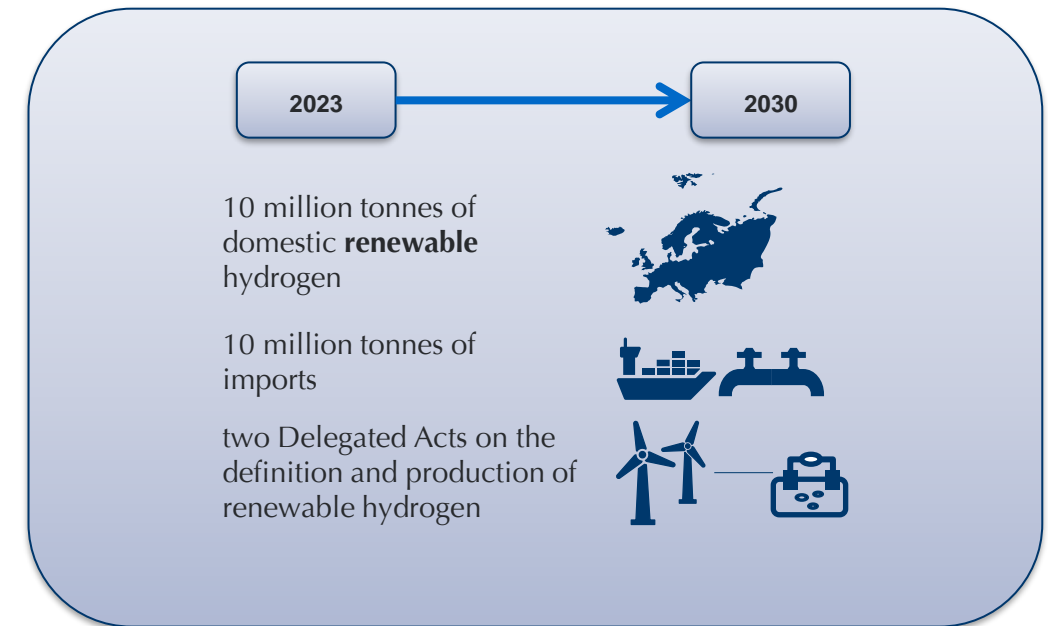 2023
2030
10 million tonnes of
domestic renewable
hydrogen
10 million tonnes of
imports
two Delegated Acts on the
definition and production of
renewable hydrogen